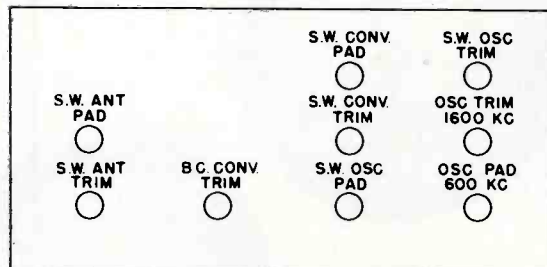 S.W. CONV.
PAD
S.W. OSC
TRIM
S.W. ANT
PAD
S.W. CONV.
TRIM
OSC TRIM
1600 KC
S.W. ANT
TRIM
B.C. CONV.
TRIM
S.W. OSC
PAD
OSC PAD
600 KC